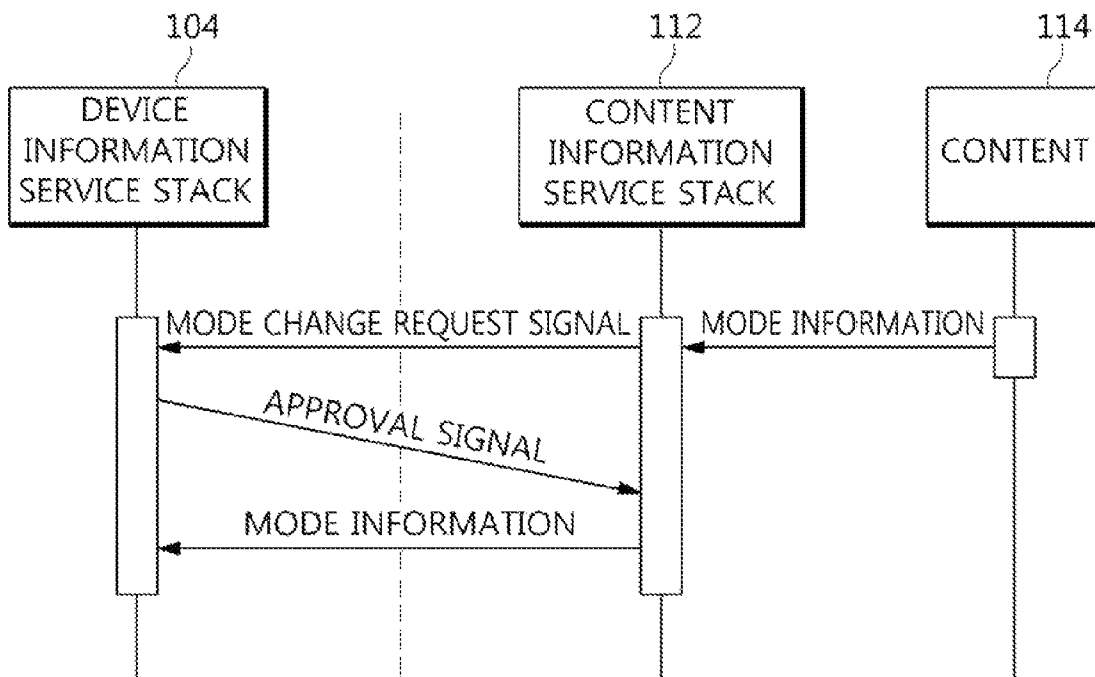 104
112
114
DEVICE
INFORMATION
SERVICE STACK
CONTENT
INFORMATION
SERVICE STACK
CONTENT
MODE CHANGE REQUEST SIGNAL
MODE INFORMATION
APPROVAL SIGNAL
MODE INFORMATION